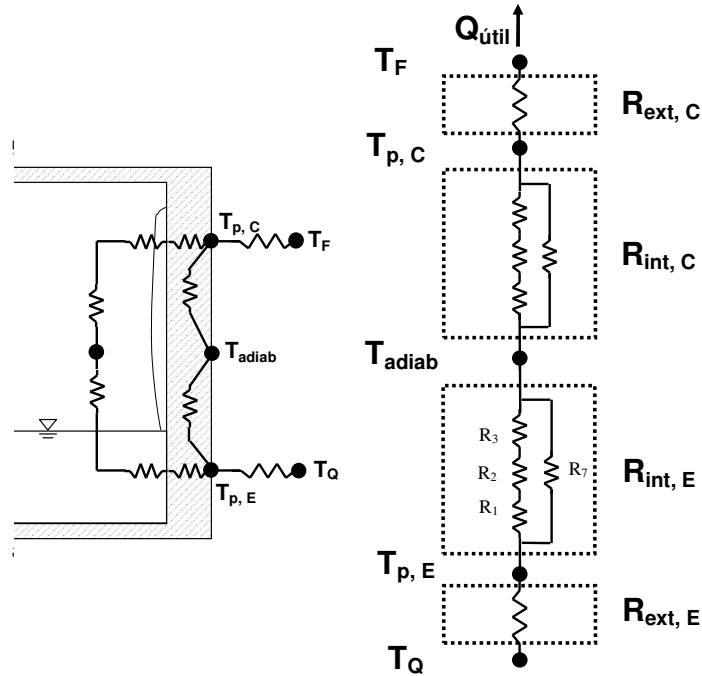 T_p, C
T_F
T_adiab
T_Q
T_p, E
Q_útil
T_F
R_ext, C
T_p, C
R_int, C
T_adiab
R_3
R_2
R_7
R_int, E
R_1
T_p, E
R_ext, E
T_Q